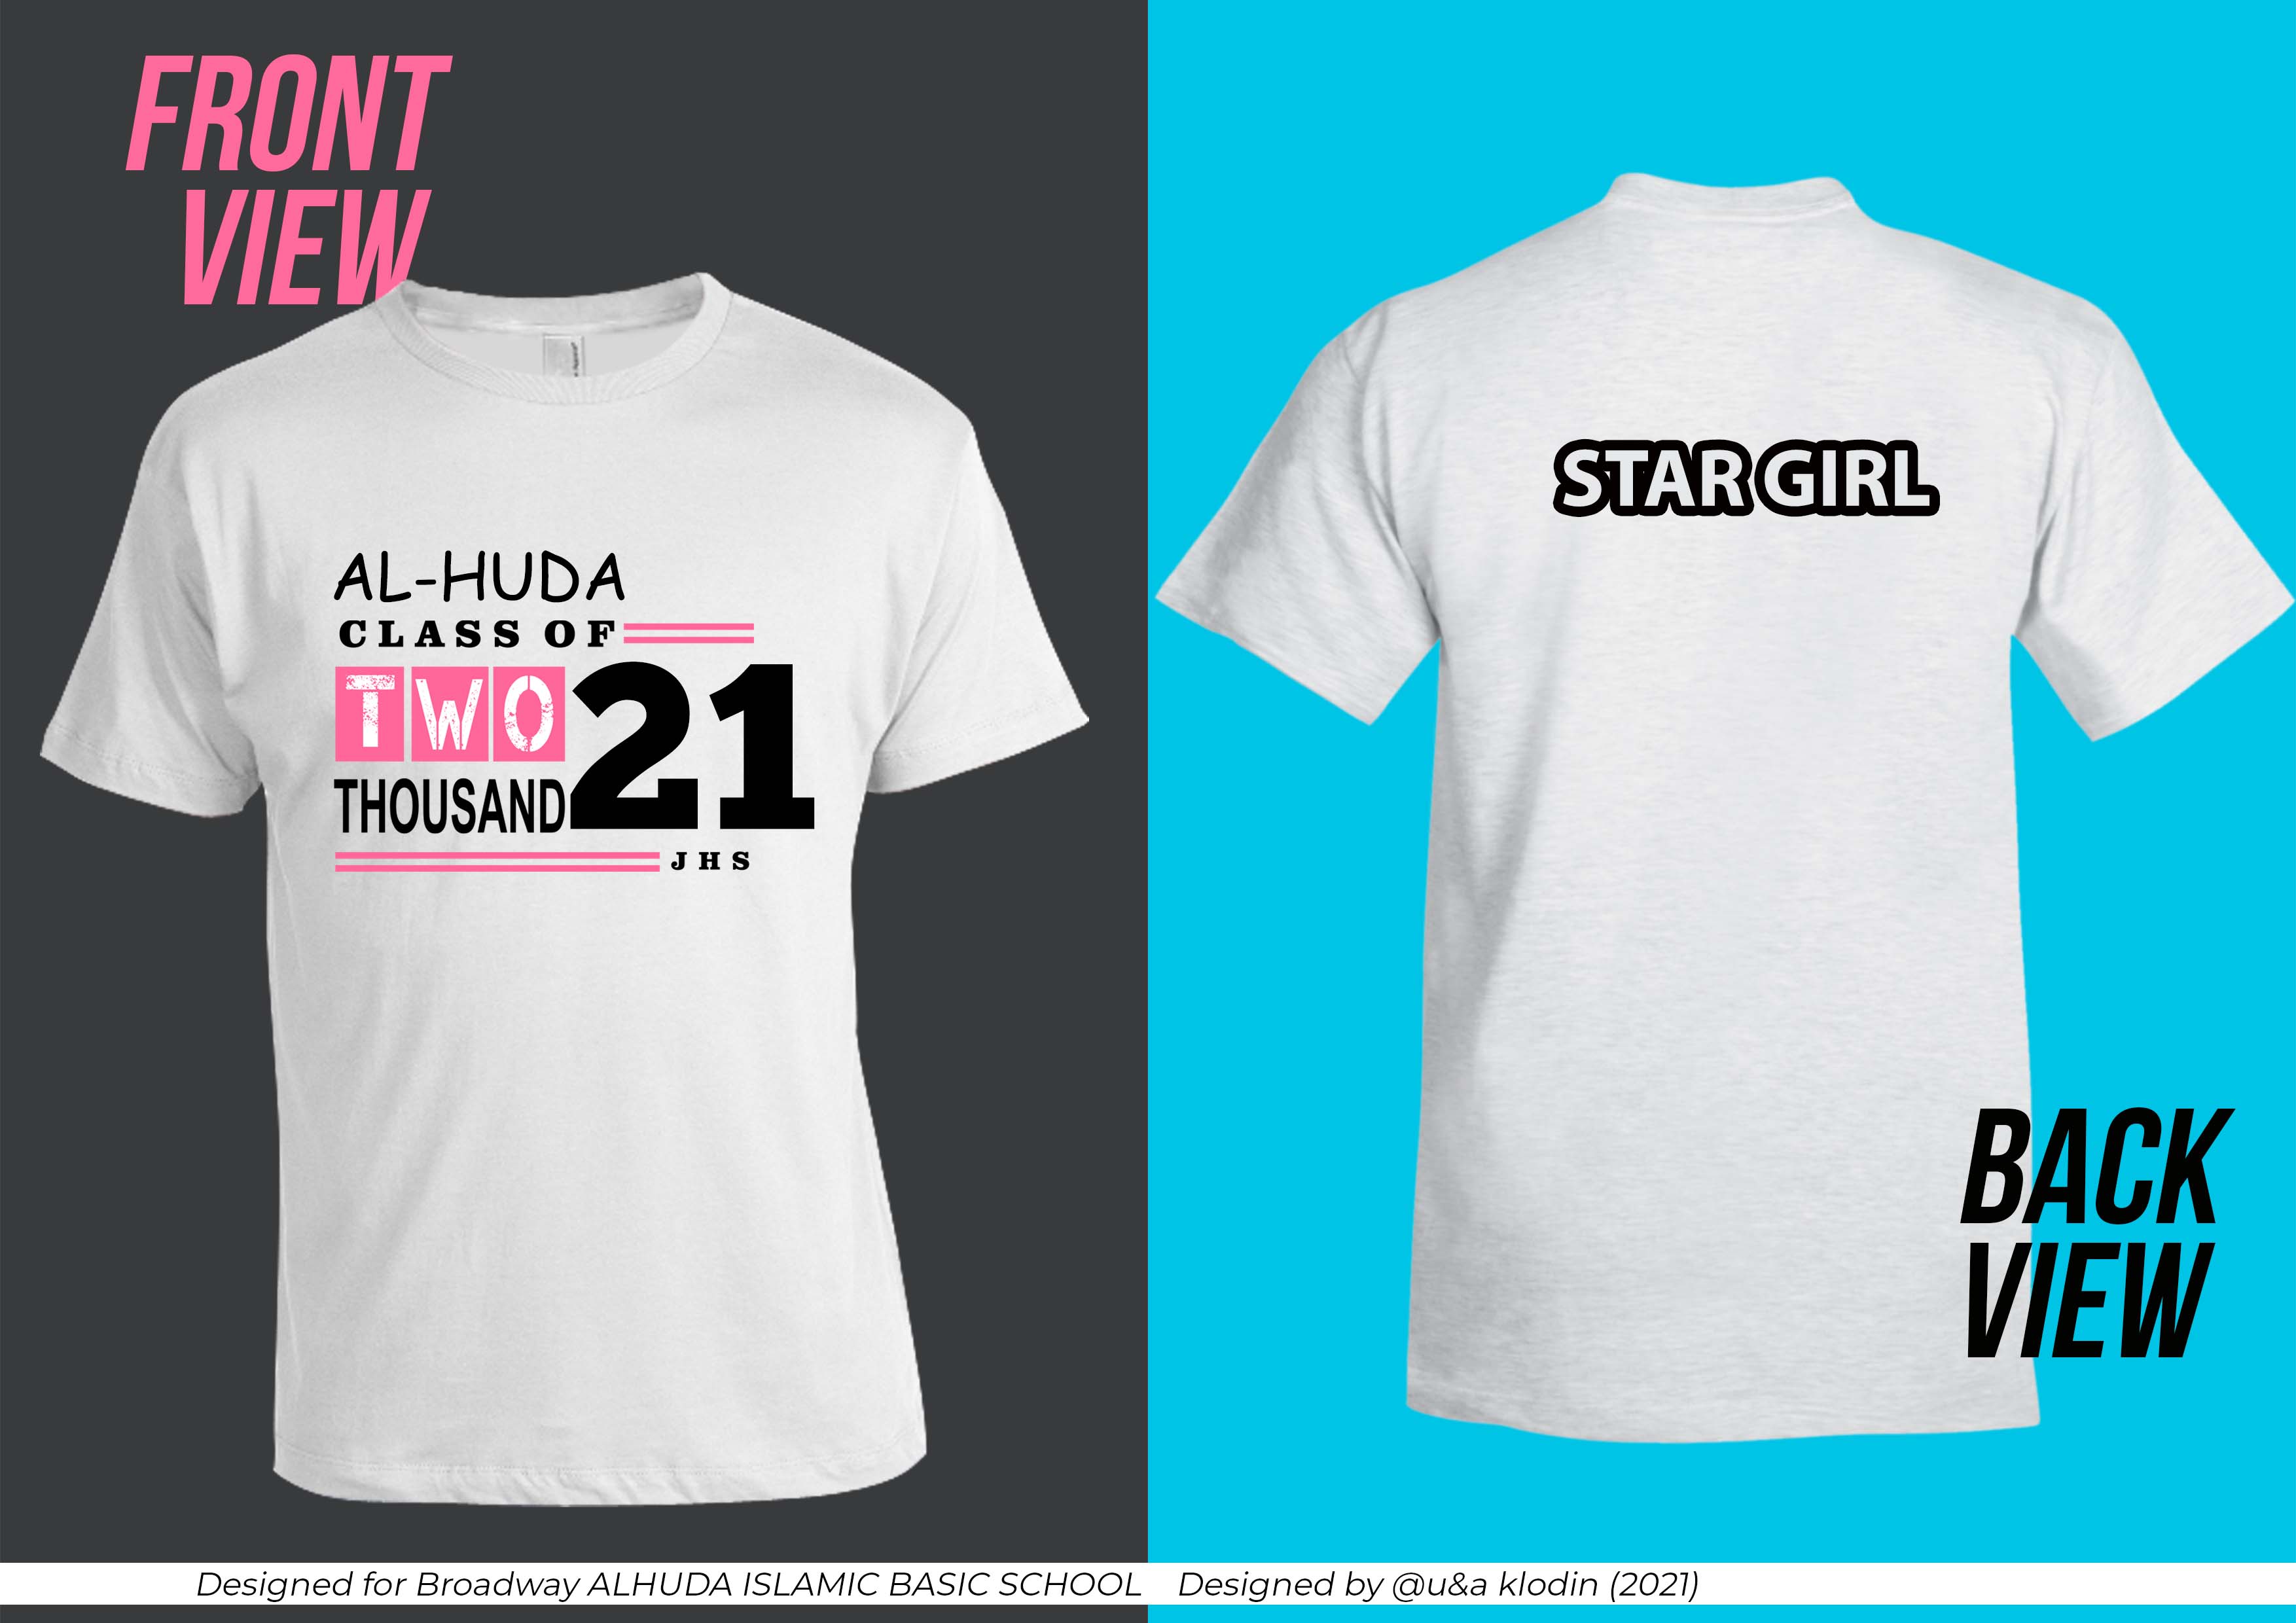 FRONT
VIEW
AL-HUDA
CLASS OF
TWO
THOUSAND
21
JHS
STAR GIRL
BACK
VIEW
Designed for Broadway ALHUDA ISLAMIC BASIC SCHOOL
Designed by @u&a klodin (2021)